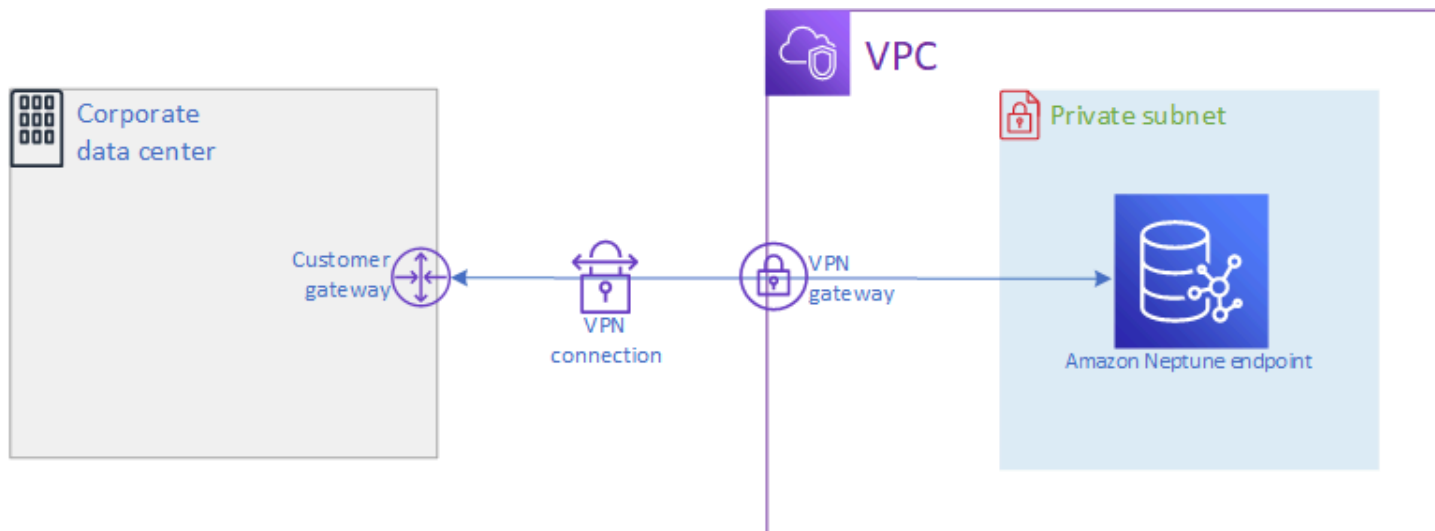 VPC
Corporate
data center
Private subnet
Customer
gateway
VPN
connection
VPN
gateway
Amazon Neptune endpoint